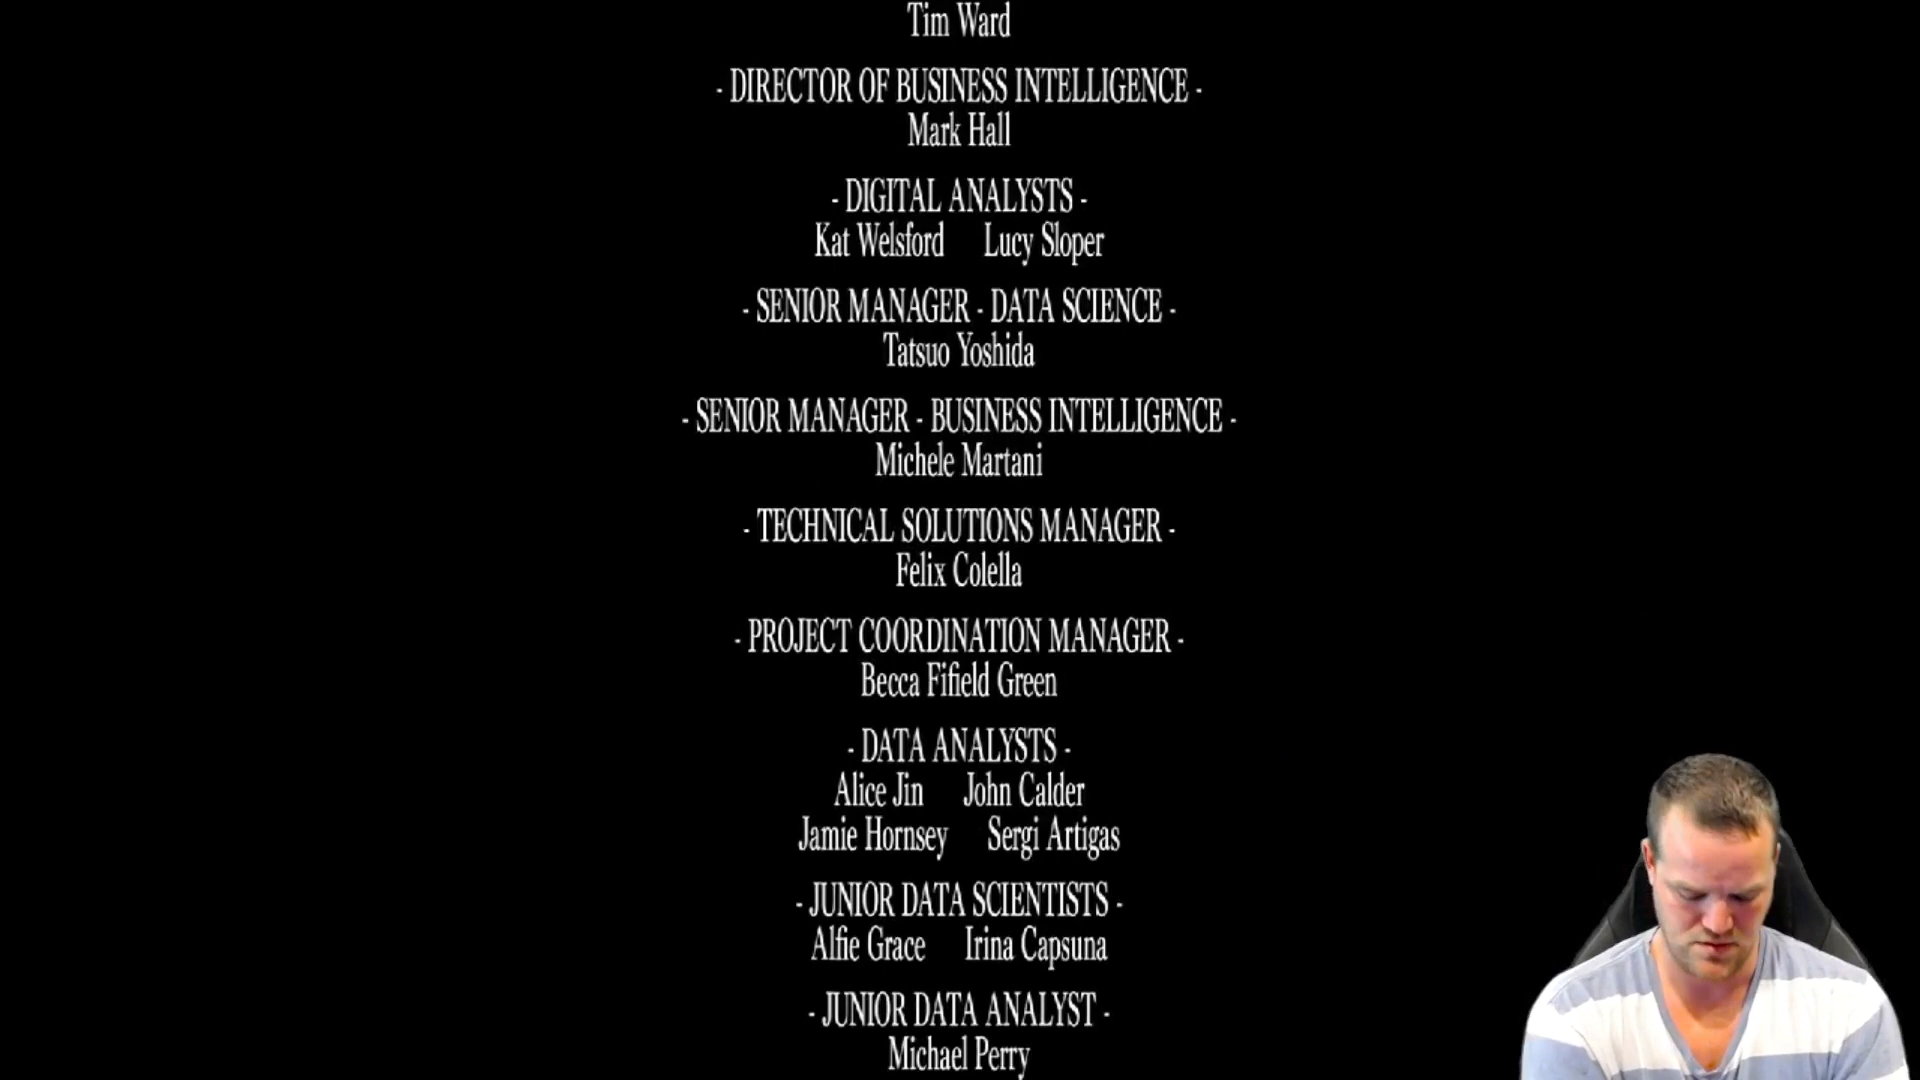 Tim Ward
- DIRECTOR OF BUSINESS INTELLIGENCE -
Mark Hall
- DIGITAL ANALYSTS -
Kat Welsford Lucy Sloper
- SENIOR MANAGER - DATA SCIENCE -
Tatsuo Yoshida
- SENIOR MANAGER - BUSINESS INTELLIGENCE -
Michele Martani
- TECHNICAL SOLUTIONS MANAGER -
Felix Colella
- PROJECT COORDINATION MANAGER -
Becca Fifield Green
- DATA ANALYSTS -
Alice Jin John Calder
Jamie Hornsey Sergi Artigas
- JUNIOR DATA SCIENTISTS -
Alfie Grace Irina Capsuna
- JUNIOR DATA ANALYST -
Michael Perry